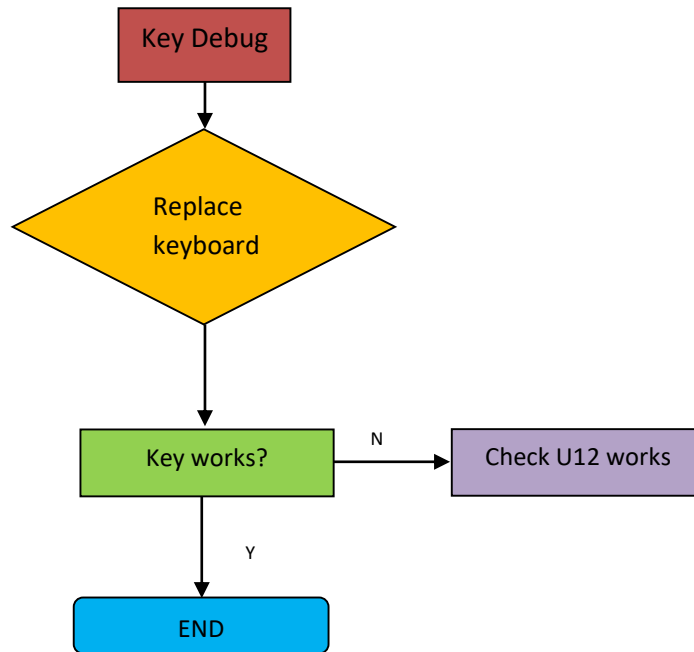 Key Debug
Replace
keyboard
Key works?
N
Check U12 works
Y
END